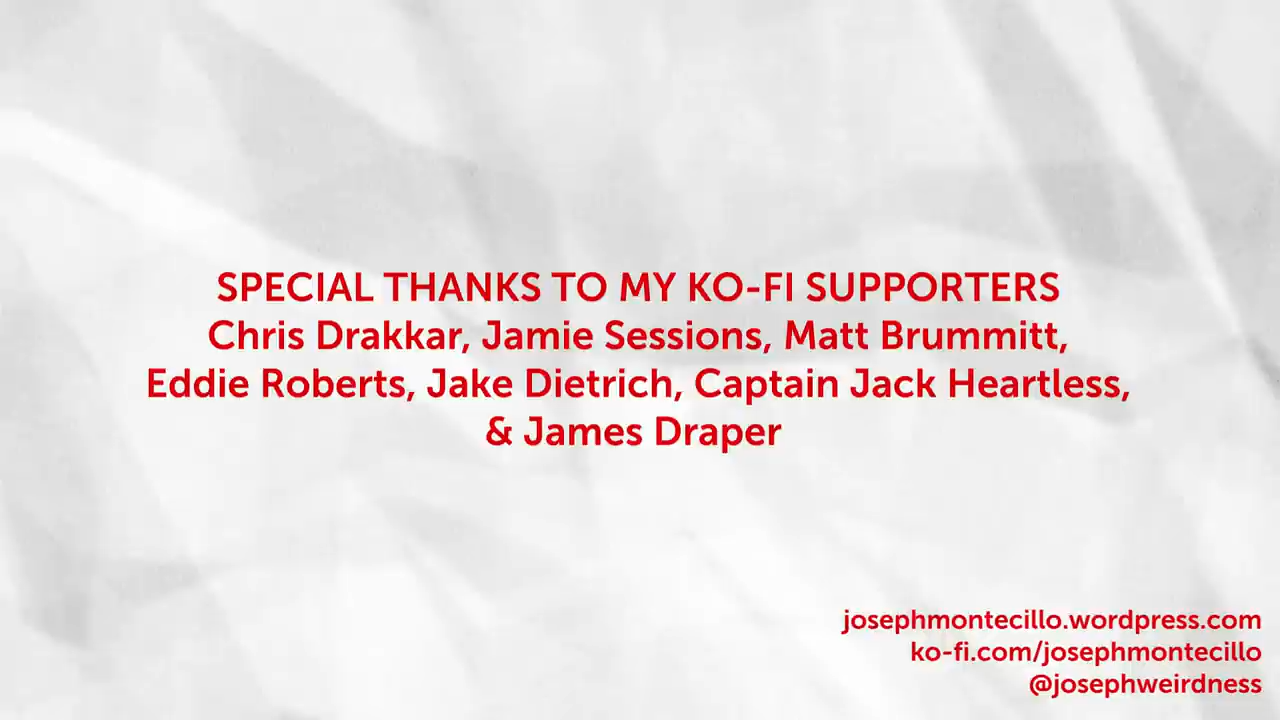 SPECIAL THANKS TO MY KO-FI SUPPORTERS
Chris Drakkar, Jamie Sessions, Matt Brummitt,
Eddie Roberts, Jake Dietrich, Captain Jack Heartless,
& James Draper
josephmontecillo.wordpress.com
ko-fi.com/josephmontecillo
@josephweirdness